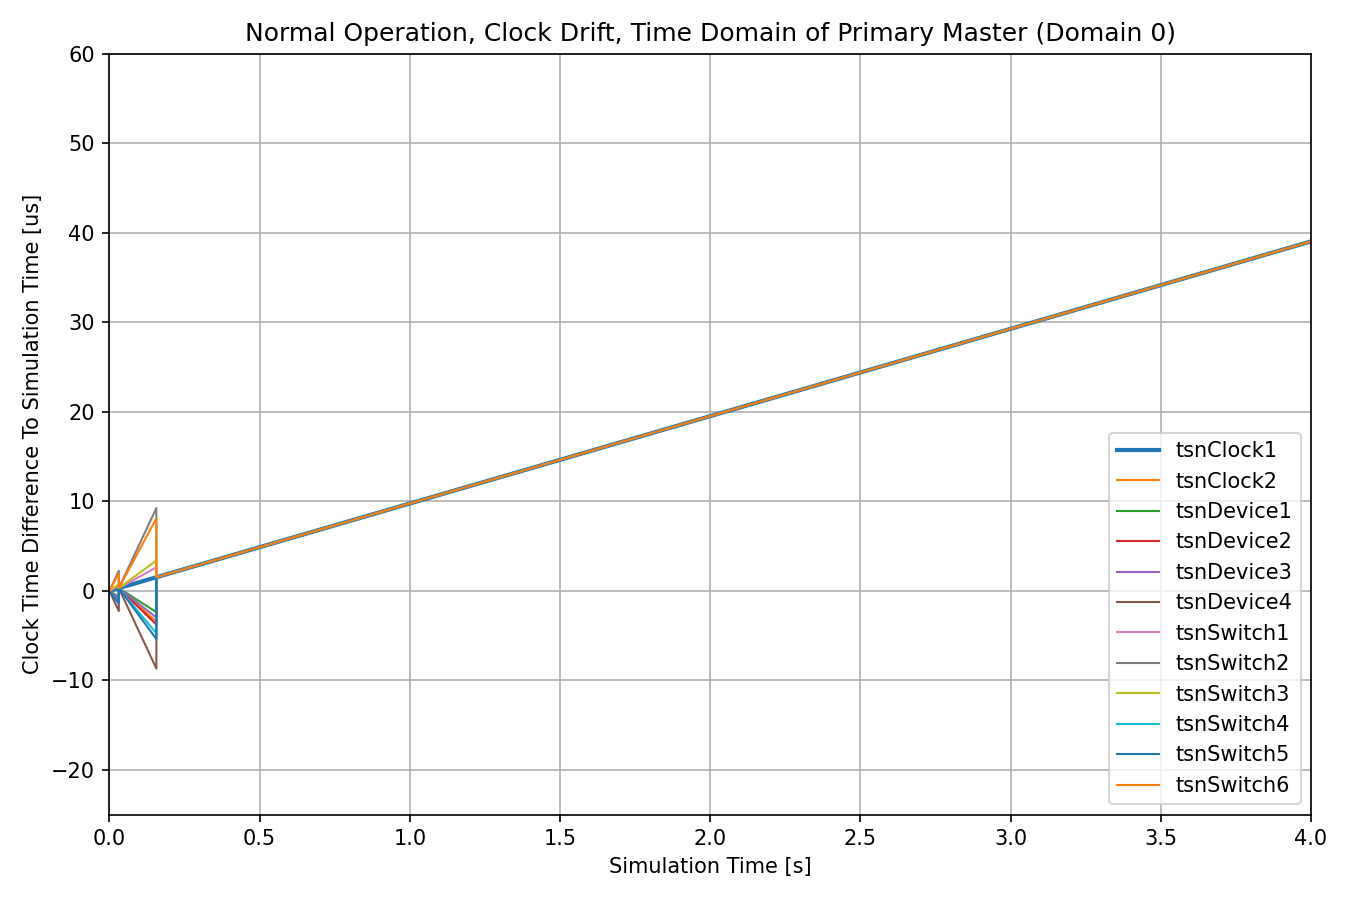 Normal Operation, Clock Drift, Time Domain of Primary Master (Domain 0)
Clock Time Difference To Simulation Time [us]
60
50
40
30
20
10
0
−10
−20
tsnClock1
tsnClock2
tsnDevice1
tsnDevice2
tsnDevice3
tsnDevice4
tsnSwitch1
tsnSwitch2
tsnSwitch3
tsnSwitch4
tsnSwitch5
tsnSwitch6
0.0 0.5 1.0 1.5 2.0 2.5 3.0 3.5 4.0
Simulation Time [s]